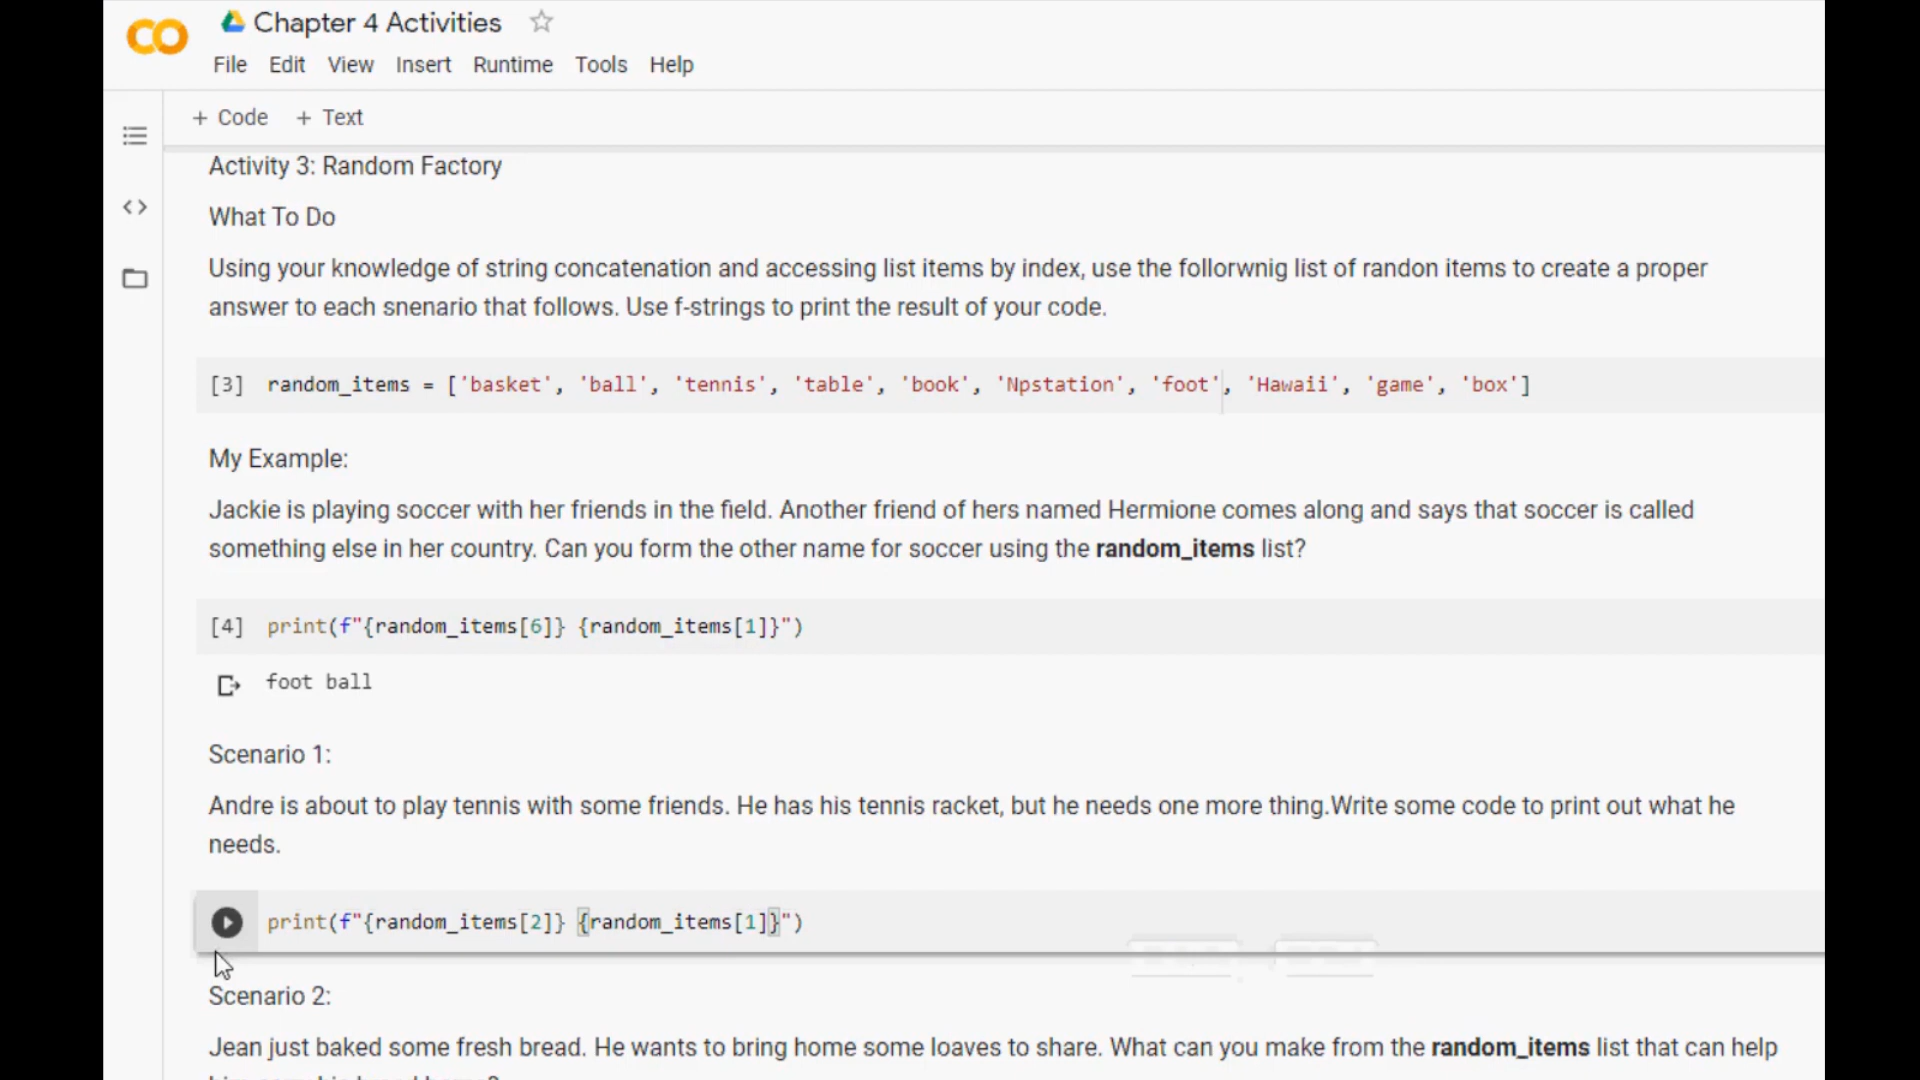 Chapter 4 Activities
File Edit View Insert Runtime Tools Help
+ Code + Text
Activity 3: Random Factory
What To Do
Using your knowledge of string concatenation and accessing list items by index, use the follorwnig list of randon items to create a proper
answer to each snenario that follows. Use f-strings to print the result of your code.
[3] random_items = ['basket', 'ball', 'tennis', 'table', 'book', 'Npstation', 'foot', 'Hawaii', 'game', 'box']
My Example:
Jackie is playing soccer with her friends in the field. Another friend of hers named Hermione comes along and says that soccer is called
something else in her country. Can you form the other name for soccer using the random_items list?
[4] print(f"{random_items[6]} {random_items[1]}")
foot ball
Scenario 1:
Andre is about to play tennis with some friends. He has his tennis racket, but he needs one more thing.Write some code to print out what he
needs.
print(f"{random_items[2]} {random_items[1]}")
Scenario 2:
Jean just baked some fresh bread. He wants to bring home some loaves to share. What can you make from the random_items list that can help